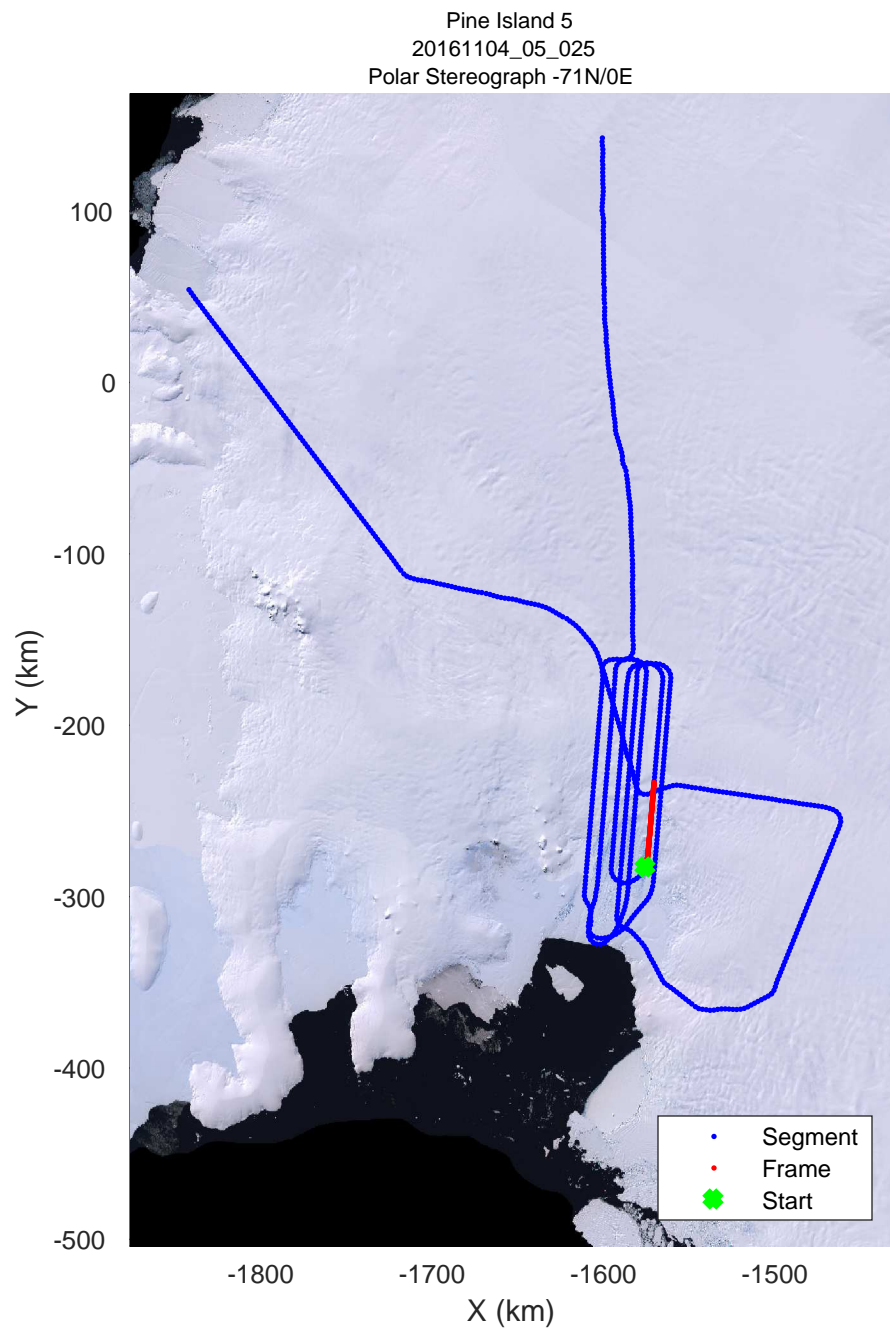 Pine Island 5
20161104_05_025
Polar Stereograph -71N/0E
100
0
-100
-200
-300
-400
-500
Y (km)
-1800
-1700
-1600
-1500
X (km)
Segment
Frame
Start